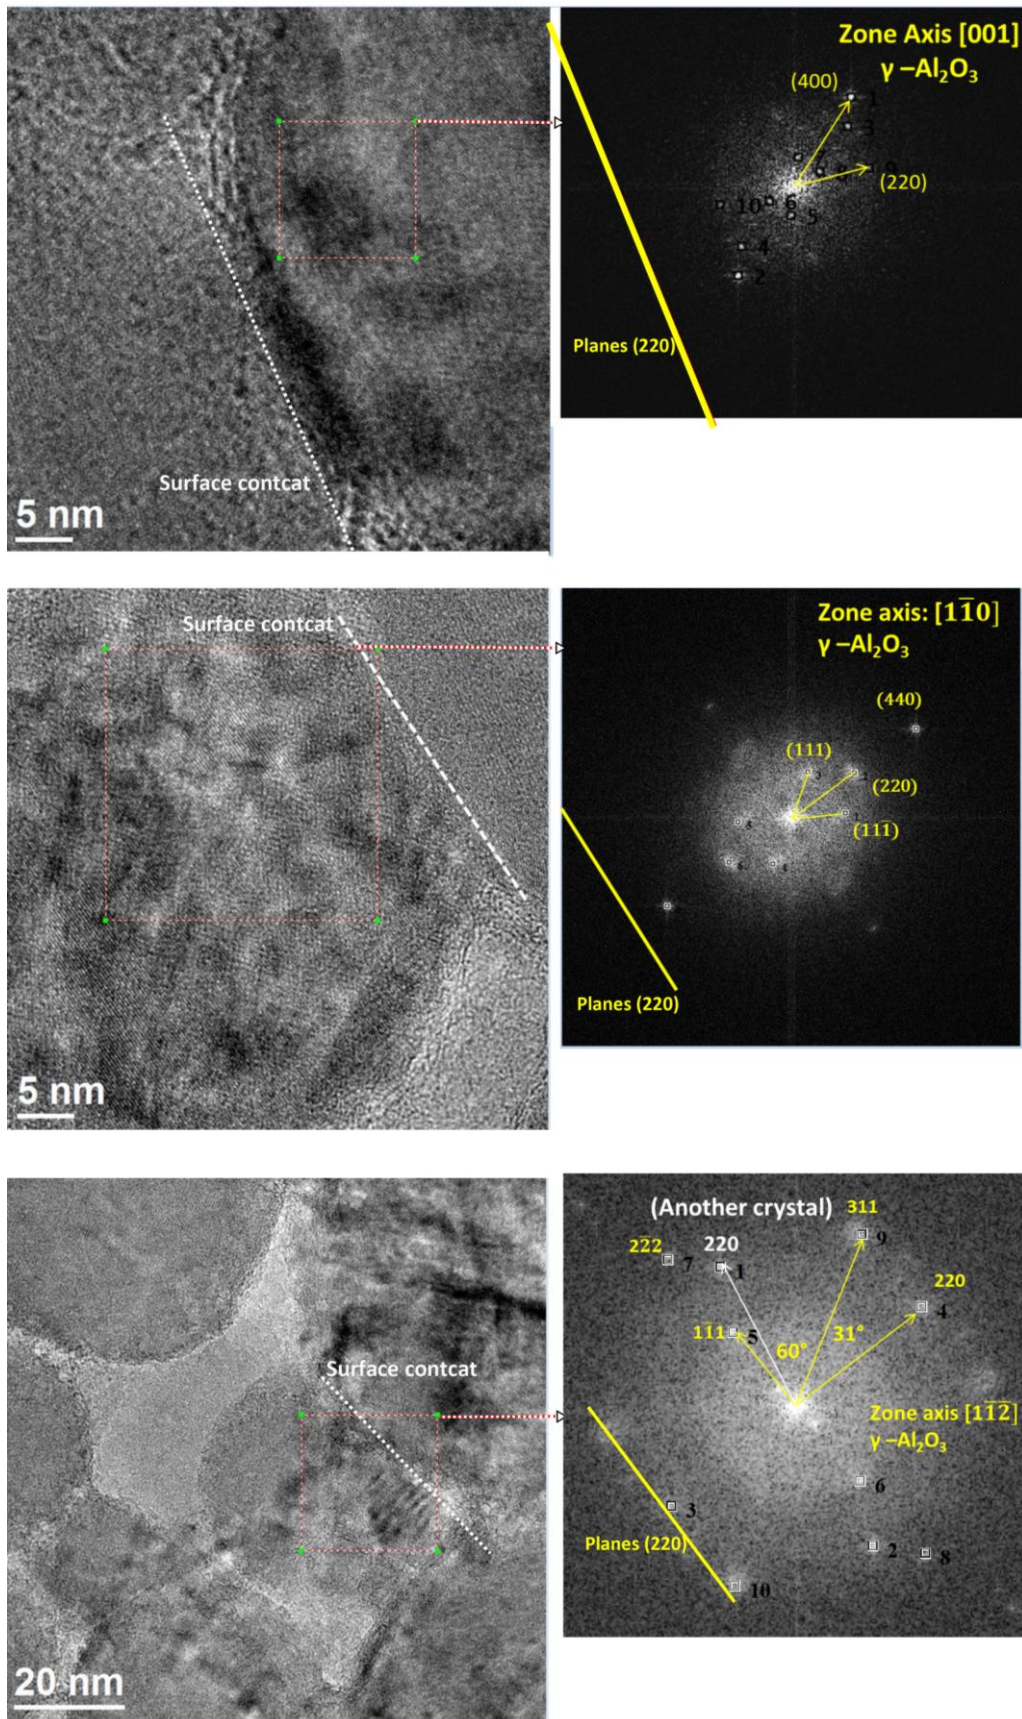 Surface contcat
5 nm
Zone Axis [001]
γ –Al₂O₃
(400)
1
3
9
(220)
10
6
5
4
2
Planes (220)
Surface contcat
5 nm
Zone axis: [11̅0]
γ –Al₂O₃
(440)
(111)
(220)
(111̅)
Planes (220)
Surface contcat
20 nm
(Another crystal)
311
9
22̅2
7
220
1
220
4
11̅1
5
60°
31°
Zone axis [11̅2̅]
γ –Al₂O₃
6
3
Planes (220)
2
8
10